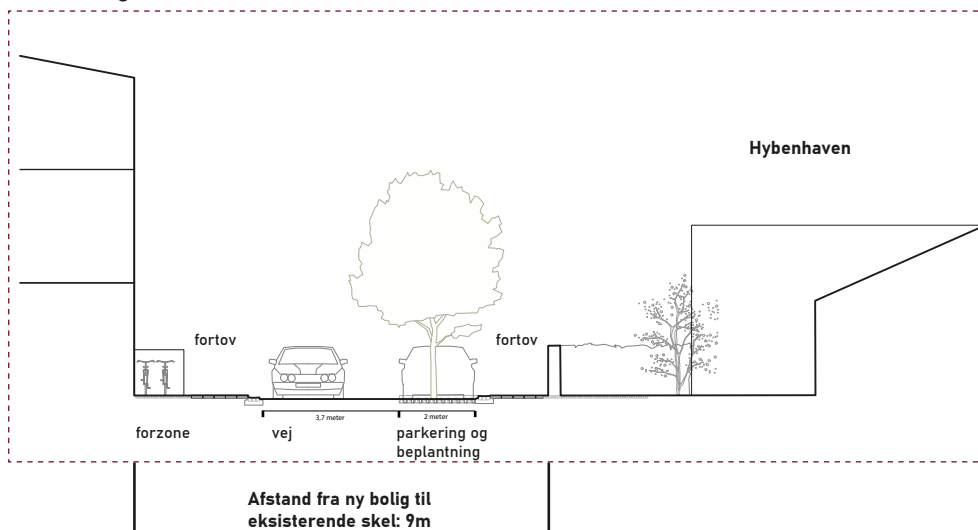 Hybenhaven
fortov
fortov
3,7 meter
2 meter
forzone
vej
parkering og
beplantning
Afstand fra ny bolig til
eksisterende skel: 9m